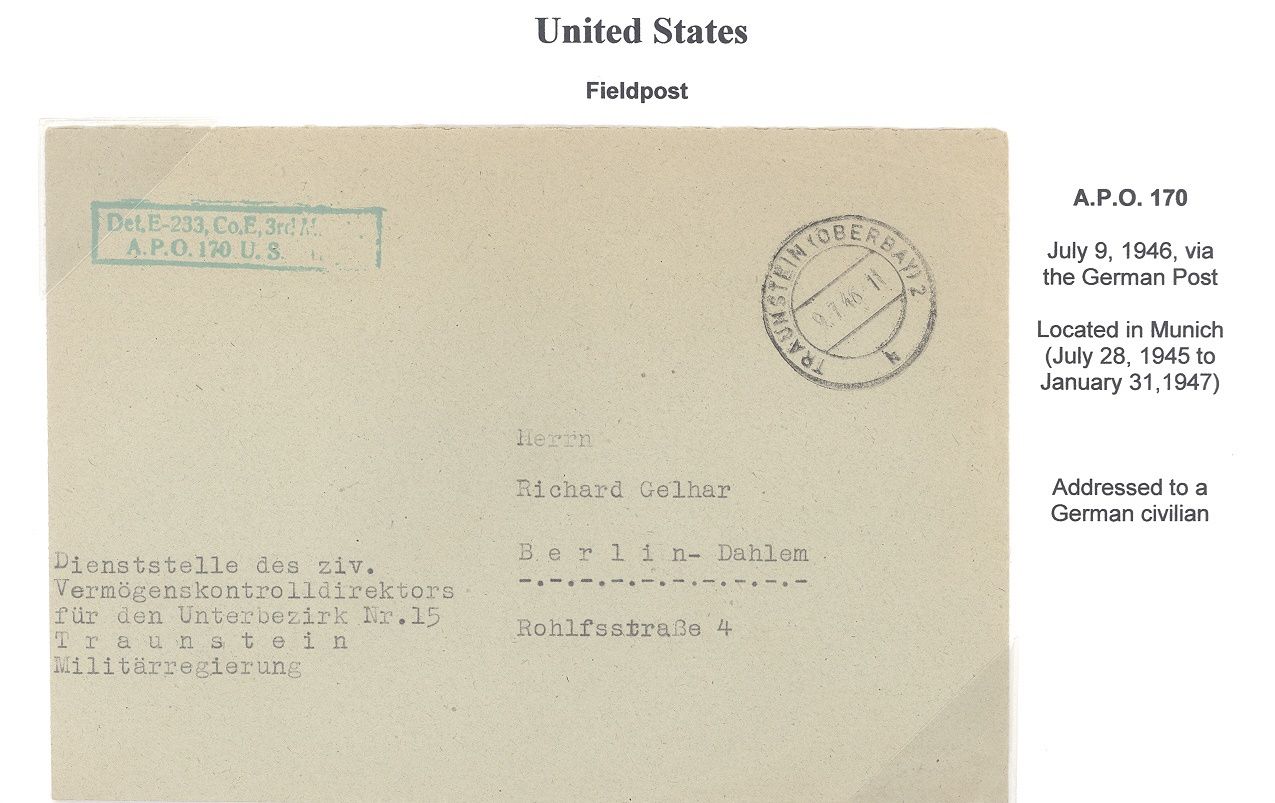 United States
Fieldpost
Det. E-233, Co. E, 3rd
A.P.O. 170 U. S.
TRAUNSTEIN (OBERBAY) 2
9.7.46.-11
A.P.O. 170
July 9, 1946, via
the German Post
Located in Munich
(July 28, 1945 to
January 31,1947)
Addressed to a
German civilian
Herrn
Richard Gelhar
B e r l i n- Dahlem
-.-.-.-.-.-.-.-.-.-
Rohlfsstraße 4
Dienststelle des ziv.
Vermögenskontrolldirektors
für den Unterbezirk Nr.15
T r a u n s t e i n
Militärregierung